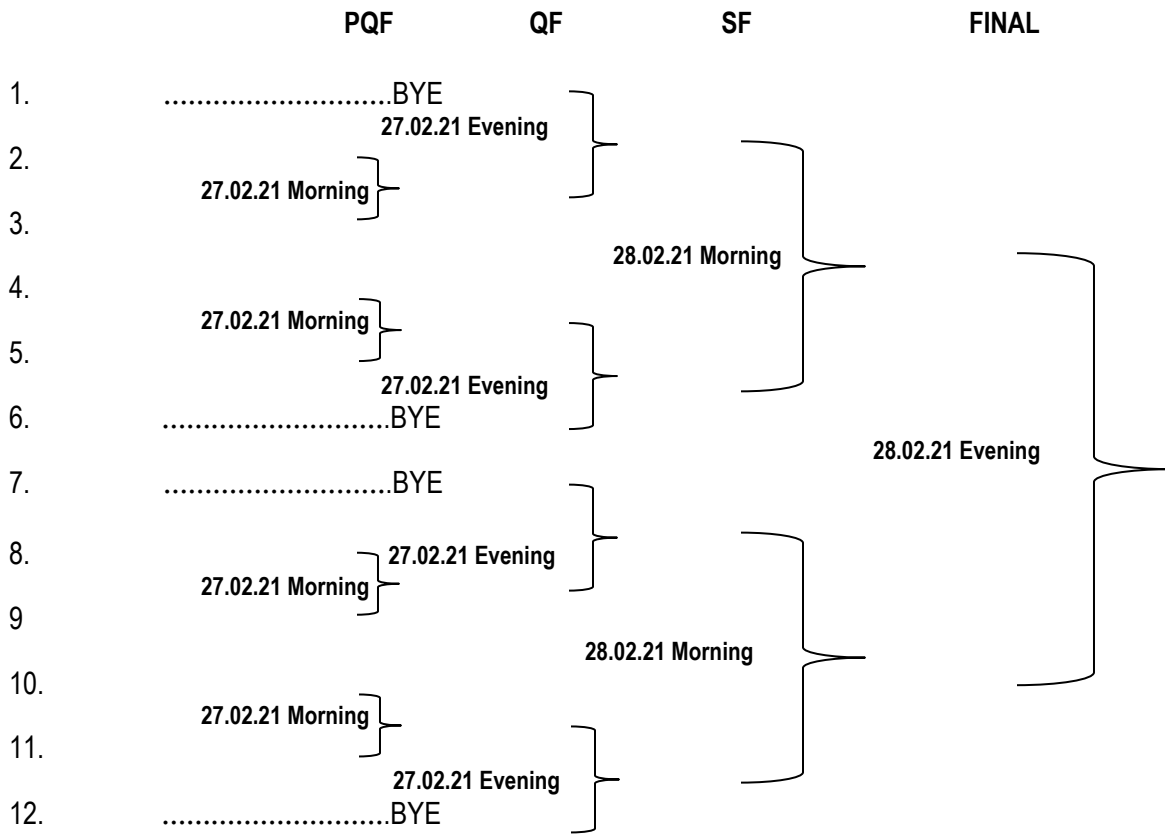 PQF QF SF FINAL
1. ............................BYE
27.02.21 Evening
2.
27.02.21 Morning
3.
28.02.21 Morning
4.
27.02.21 Morning
5.
27.02.21 Evening
6. ............................BYE
28.02.21 Evening
7. ............................BYE
8.
27.02.21 Evening
27.02.21 Morning
9
28.02.21 Morning
10.
27.02.21 Morning
11.
27.02.21 Evening
12. ............................BYE